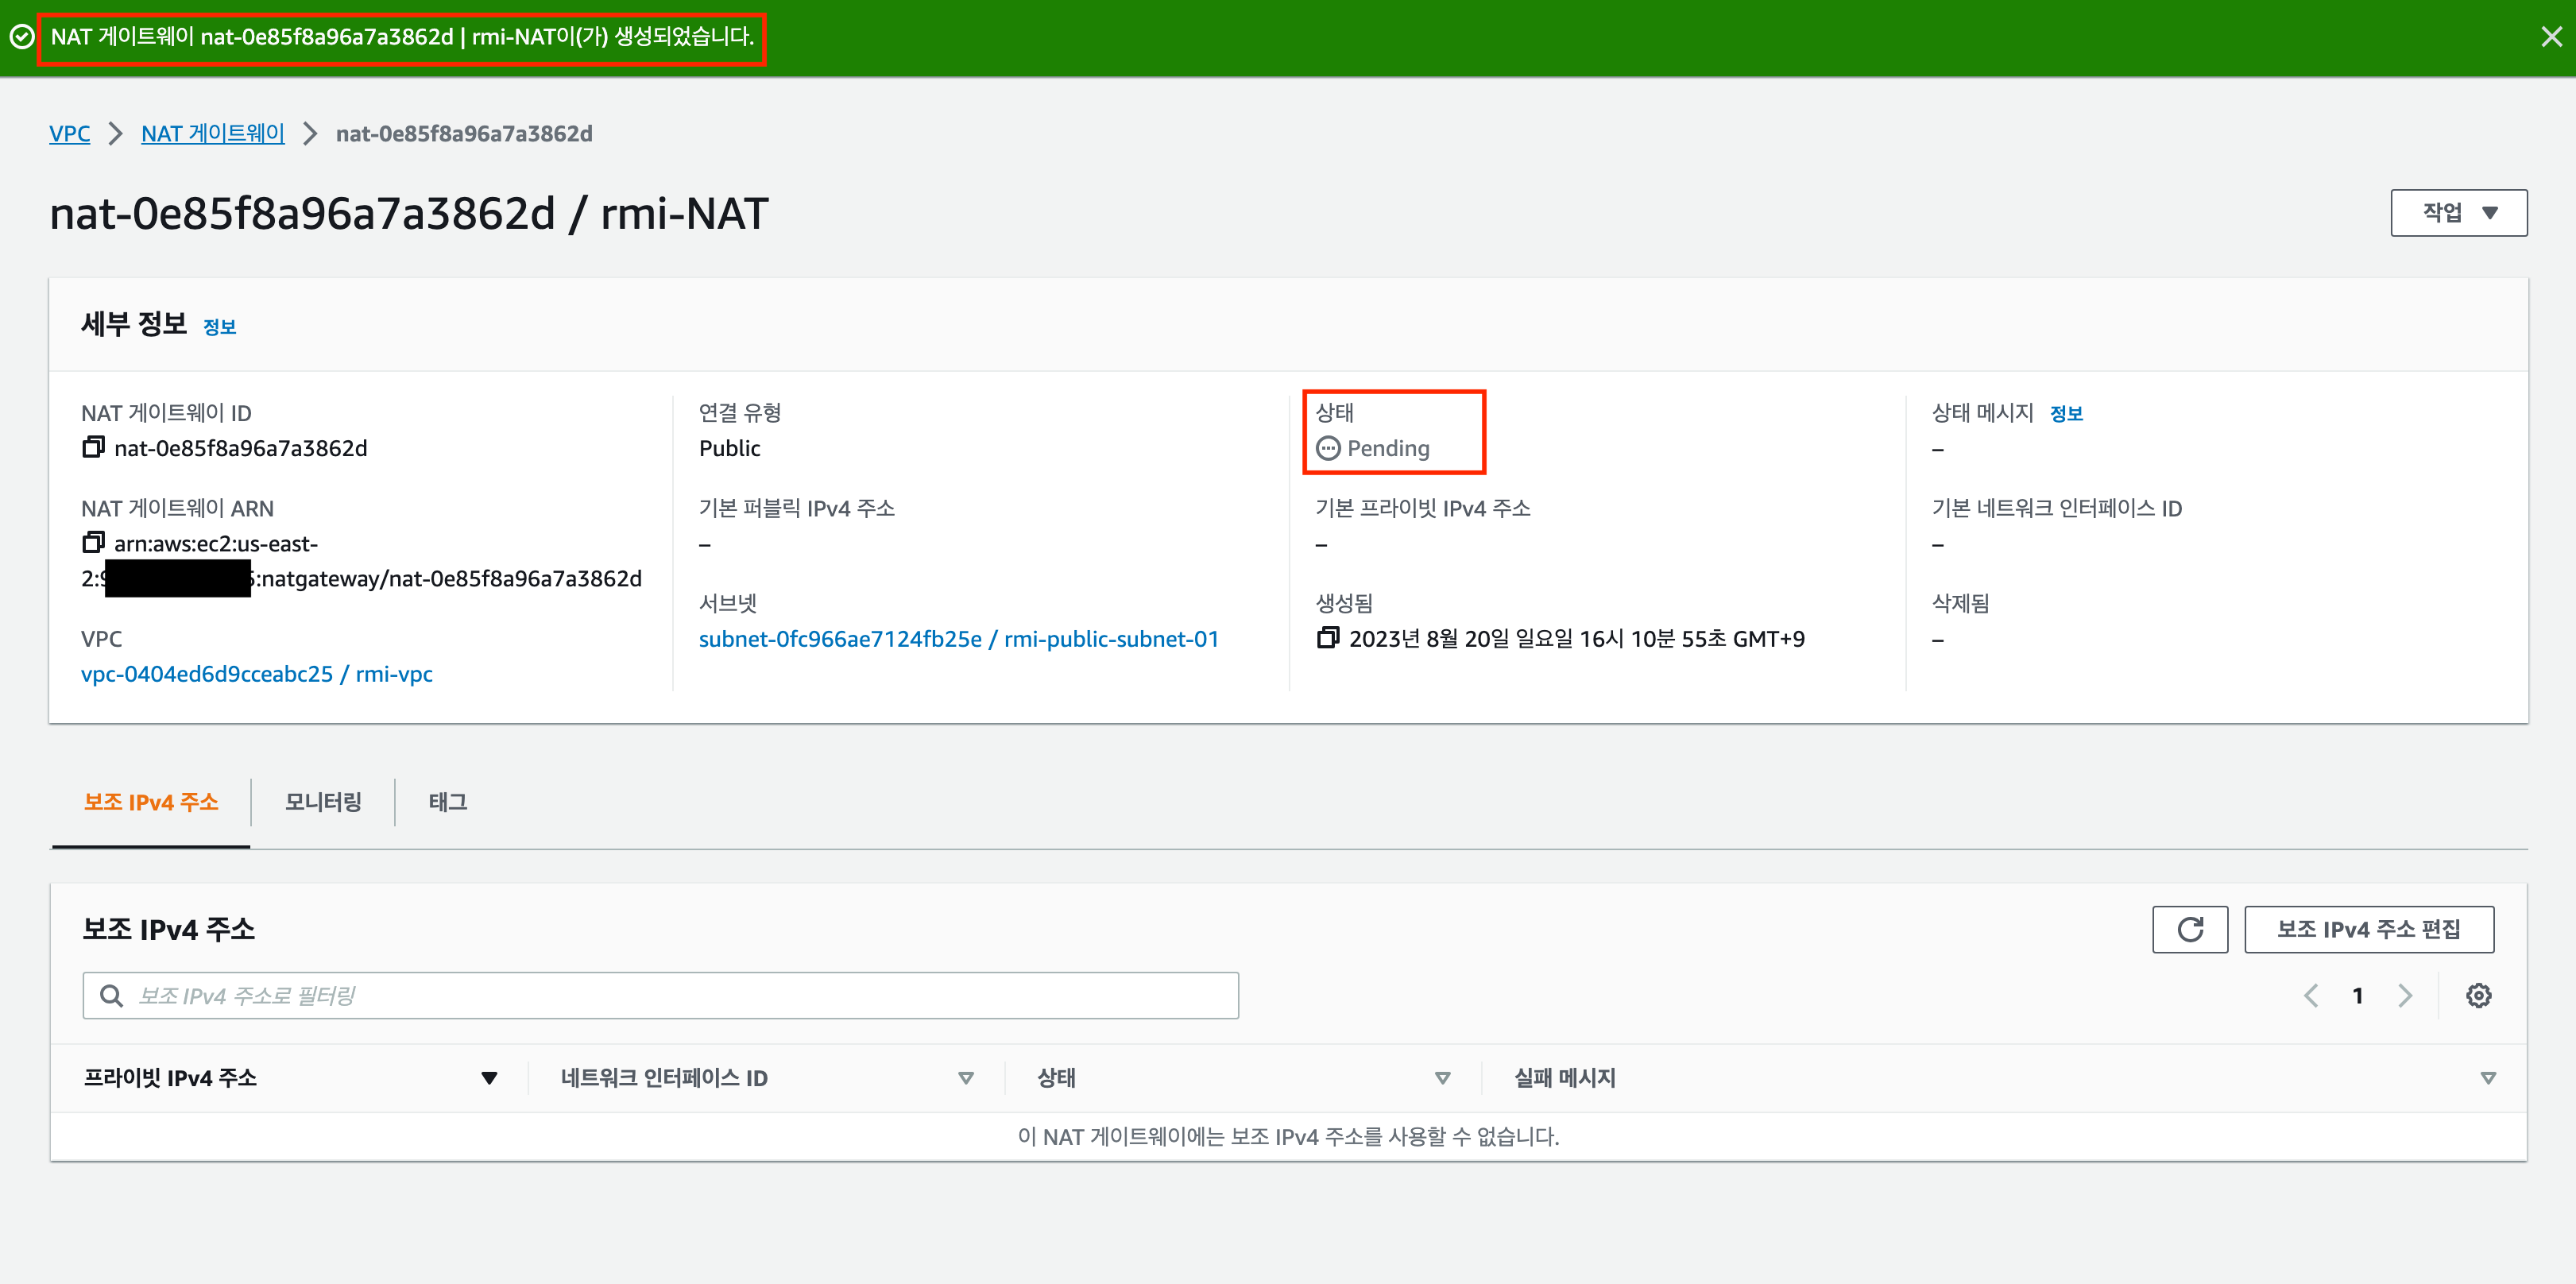 NAT 게이트웨이 nat-0e85f8a96a7a3862d | rmi-NAT이(가) 생성되었습니다.
VPC > NAT 게이트웨이 > nat-0e85f8a96a7a3862d
nat-0e85f8a96a7a3862d / rmi-NAT
작업
세부 정보 정보
NAT 게이트웨이 ID
nat-0e85f8a96a7a3862d
연결 유형
Public
상태
Pending
상태 메시지 정보
–
NAT 게이트웨이 ARN
arn:aws:ec2:us-east-
2:9 :natgateway/nat-0e85f8a96a7a3862d
기본 퍼블릭 IPv4 주소
–
기본 프라이빗 IPv4 주소
–
기본 네트워크 인터페이스 ID
–
VPC
vpc-0404ed6d9cceabc25 / rmi-vpc
서브넷
subnet-0fc966ae7124fb25e / rmi-public-subnet-01
생성됨
2023년 8월 20일 일요일 16시 10분 55초 GMT+9
삭제됨
–
보조 IPv4 주소
모니터링
태그
보조 IPv4 주소
보조 IPv4 주소 편집
보조 IPv4 주소로 필터링
1
프라이빗 IPv4 주소
네트워크 인터페이스 ID
상태
실패 메시지
이 NAT 게이트웨이에는 보조 IPv4 주소를 사용할 수 없습니다.